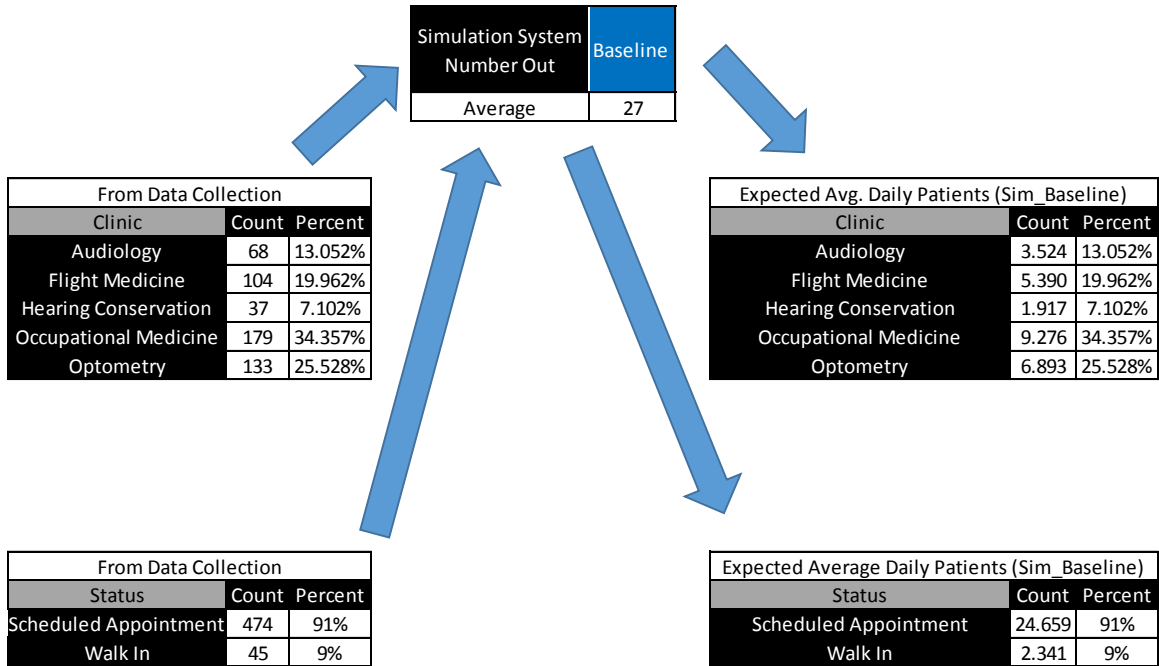 Simulation System Number Out Baseline
Average 27
From Data Collection
Clinic Count Percent
Audiology 68 13.052%
Flight Medicine 104 19.962%
Hearing Conservation 37 7.102%
Occupational Medicine 179 34.357%
Optometry 133 25.528%
Expected Avg. Daily Patients (Sim_Baseline)
Clinic Count Percent
Audiology 3.524 13.052%
Flight Medicine 5.390 19.962%
Hearing Conservation 1.917 7.102%
Occupational Medicine 9.276 34.357%
Optometry 6.893 25.528%
From Data Collection
Status Count Percent
Scheduled Appointment 474 91%
Walk In 45 9%
Expected Average Daily Patients (Sim_Baseline)
Status Count Percent
Scheduled Appointment 24.659 91%
Walk In 2.341 9%